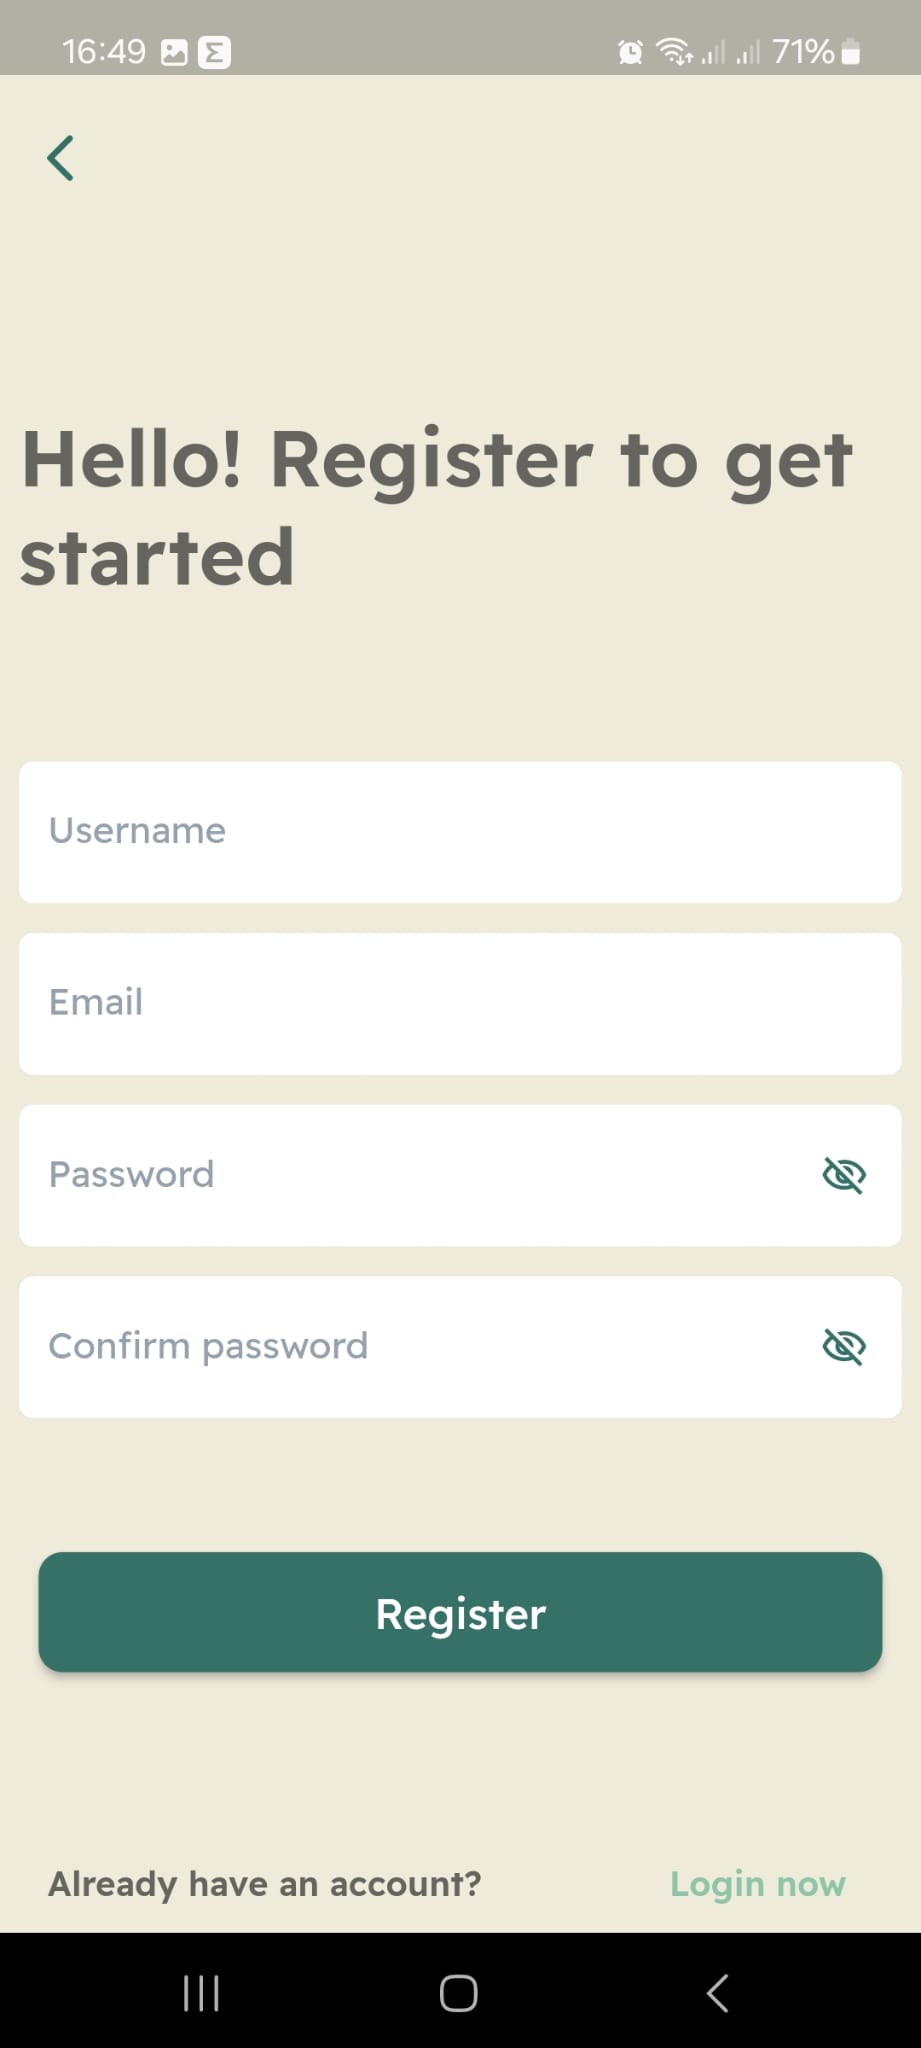 16:49 Σ 71%
Hello! Register to get
started
Username
Email
Password
Confirm password
Register
Already have an account? Login now